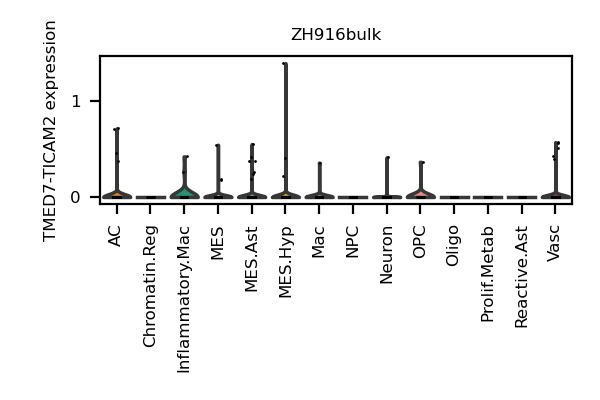 ZH916bulk
TMED7-TICAM2 expression
1
0
AC
Chromatin.Reg
Inflammatory.Mac
MES
MES.Ast
MES.Hyp
Mac
NPC
Neuron
OPC
Oligo
Prolif.Metab
Reactive.Ast
Vasc